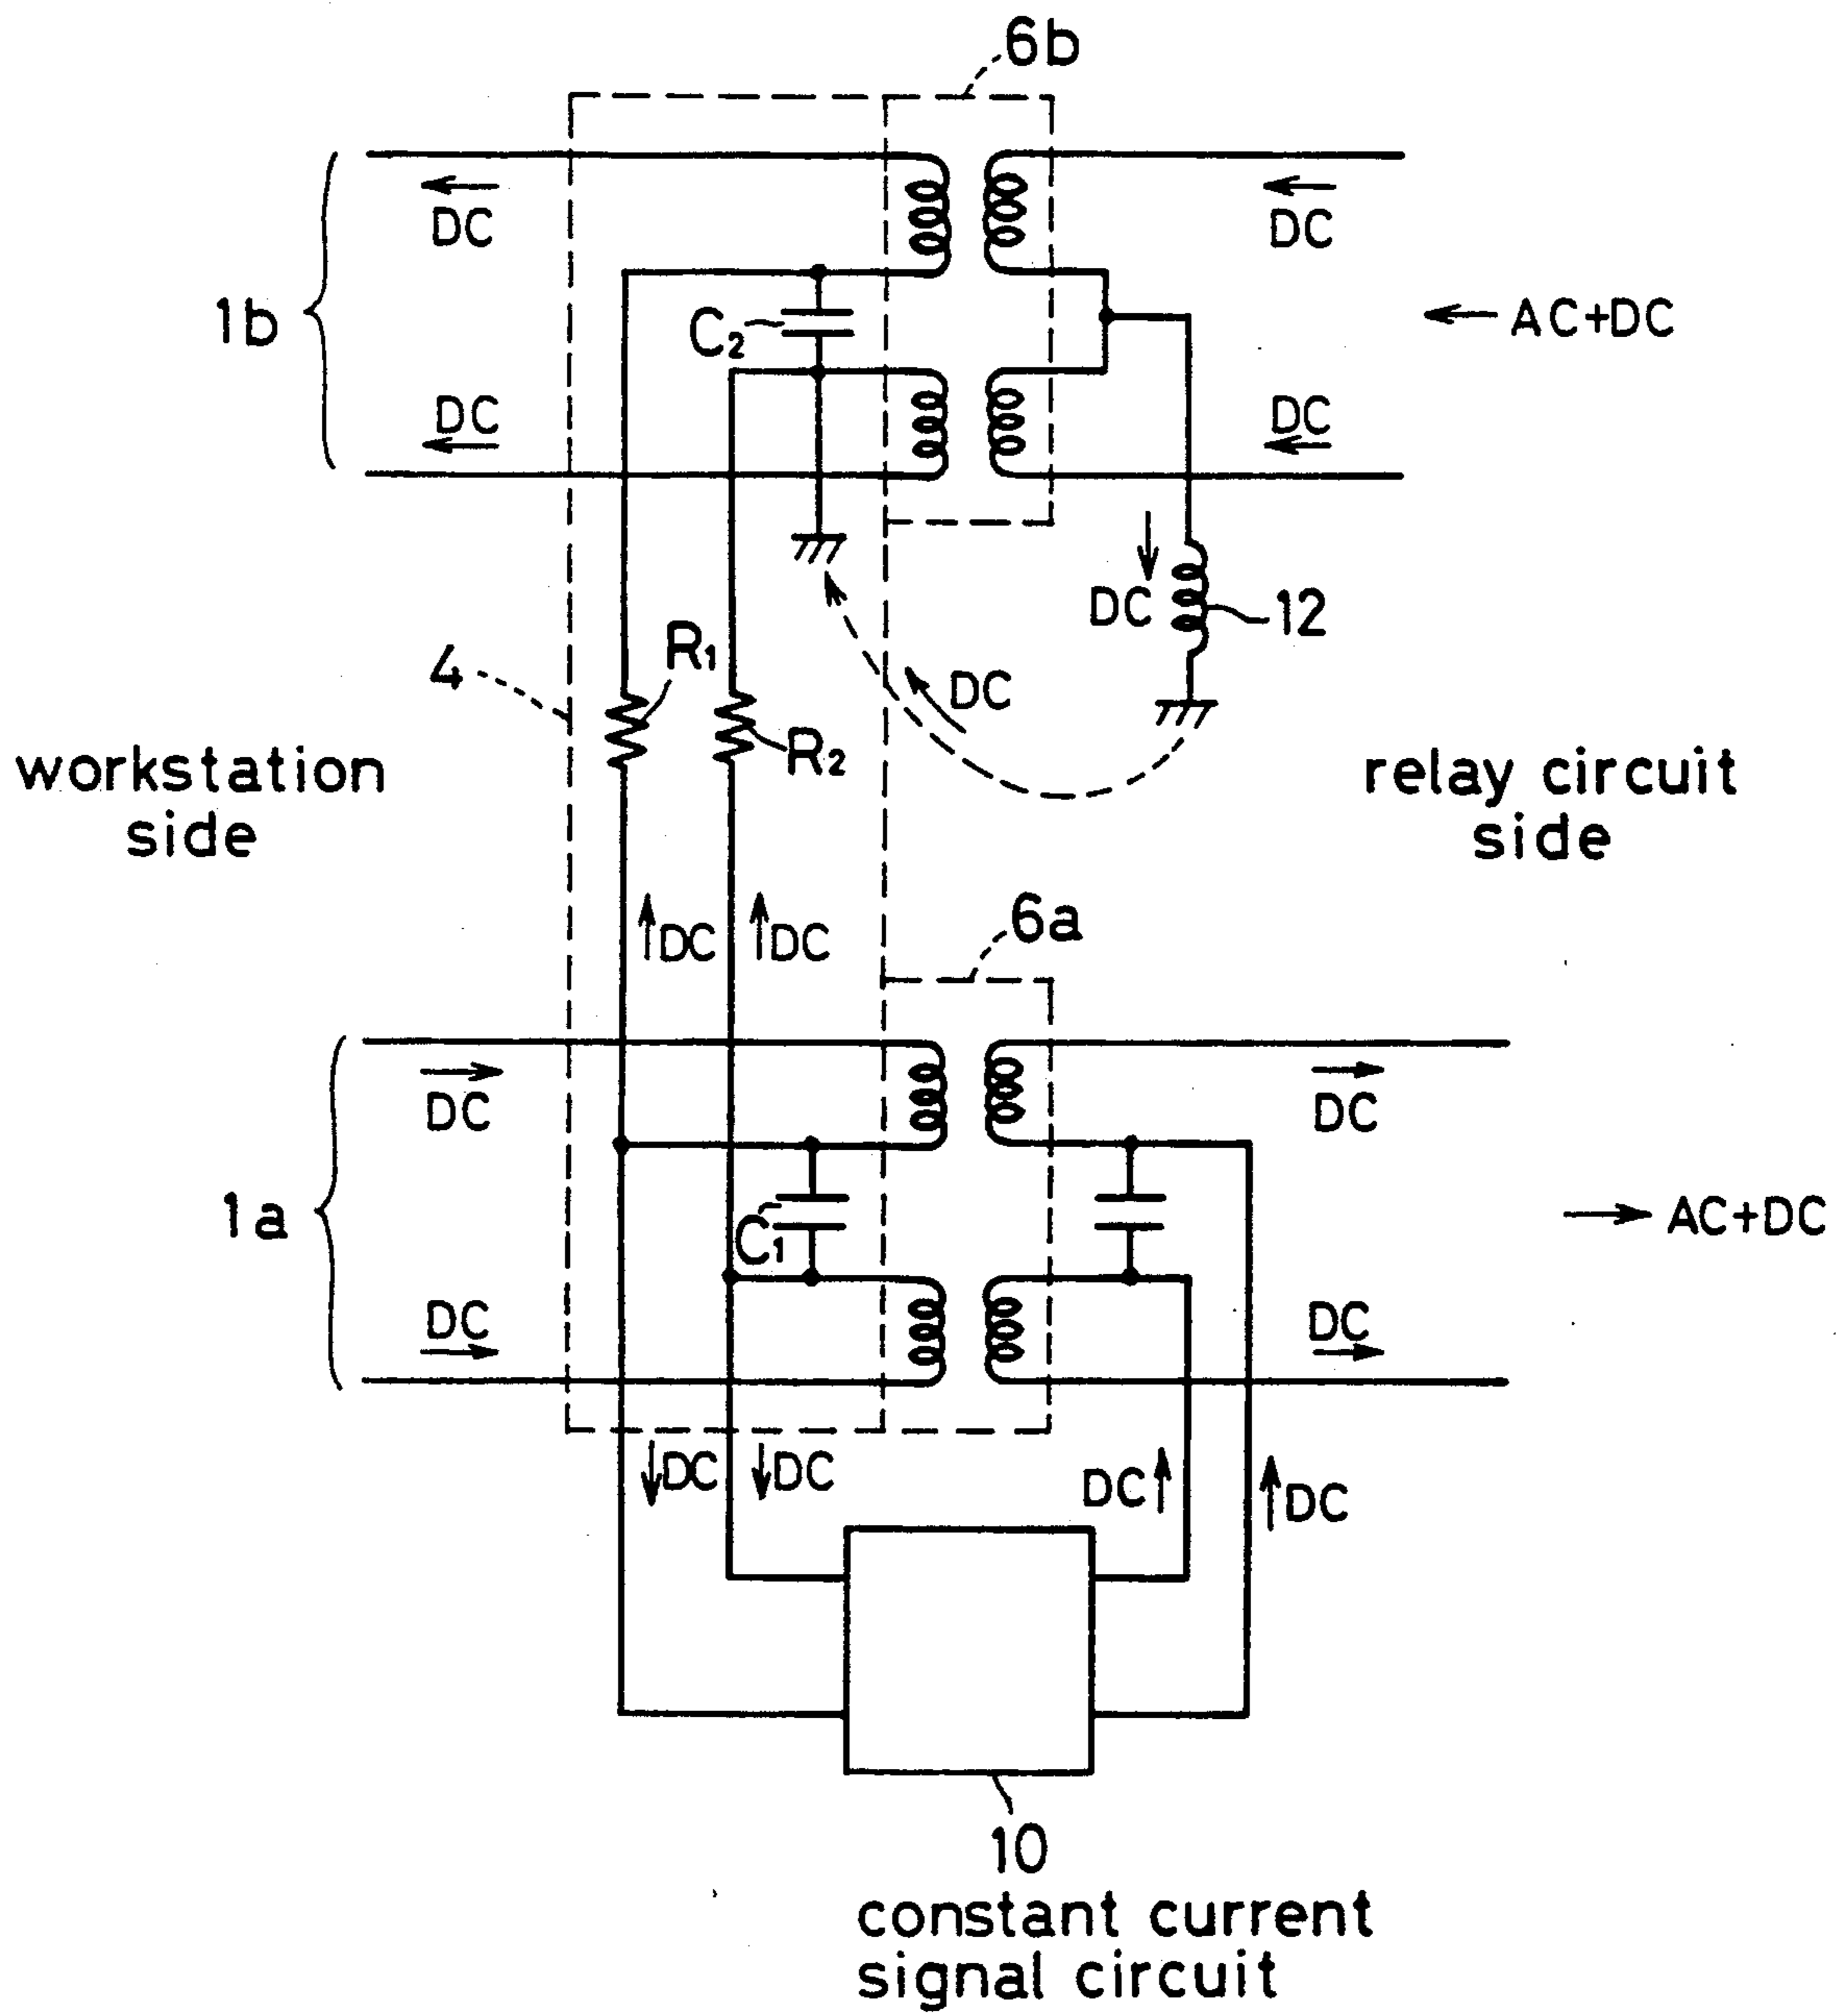 6b
DC
DC
1b
C2
AC+DC
DC
DC
DC
12
4
R1
DC
R2
workstation
side
relay circuit
side
DC
DC
6a
DC
DC
1a
C1
AC+DC
DC
DC
DC
DC
DC
DC
10
constant current
signal circuit